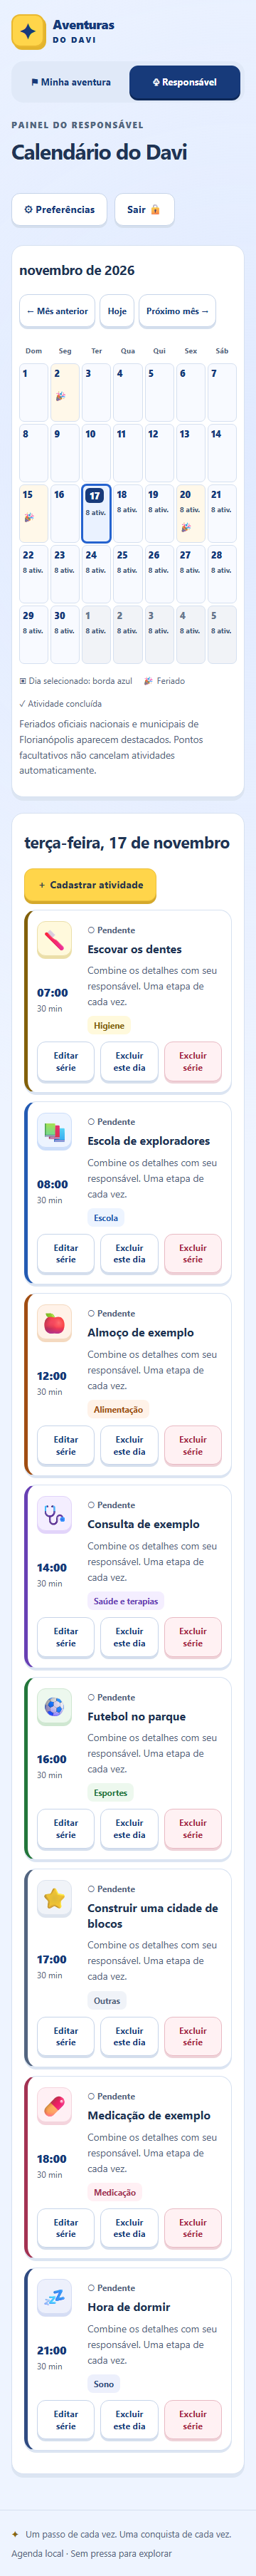 Aventuras
DO DAVI
Minha aventura
Responsável
PAINEL DO RESPONSÁVEL
Calendário do Davi
Preferências
Sair
novembro de 2026
← Mês anterior
Hoje
Próximo mês →
Dom Seg Ter Qua Qui Sex Sáb
1 2 3 4 5 6 7
8 9 10 11 12 13 14
15 16 17 18 19 20 21
8 ativ. 8 ativ. 8 ativ. 8 ativ. 8 ativ.
22 23 24 25 26 27 28
8 ativ. 8 ativ. 8 ativ. 8 ativ. 8 ativ. 8 ativ. 8 ativ.
29 30 1 2 3 4 5
8 ativ. 8 ativ. 8 ativ. 8 ativ. 8 ativ. 8 ativ. 8 ativ.
▣ Dia selecionado: borda azul 🎉 Feriado
✓ Atividade concluída
Feriados oficiais nacionais e municipais de
Florianópolis aparecem destacados. Pontos
facultativos não cancelam atividades
automaticamente.
terça-feira, 17 de novembro
+ Cadastrar atividade
○ Pendente
Escovar os dentes
Combine os detalhes com seu
responsável. Uma etapa de
cada vez.
07:00
30 min
Higiene
Editar série
Excluir este dia
Excluir série
○ Pendente
Escola de exploradores
Combine os detalhes com seu
responsável. Uma etapa de
cada vez.
08:00
30 min
Escola
Editar série
Excluir este dia
Excluir série
○ Pendente
Almoço de exemplo
Combine os detalhes com seu
responsável. Uma etapa de
cada vez.
12:00
30 min
Alimentação
Editar série
Excluir este dia
Excluir série
○ Pendente
Consulta de exemplo
Combine os detalhes com seu
responsável. Uma etapa de
cada vez.
14:00
30 min
Saúde e terapias
Editar série
Excluir este dia
Excluir série
○ Pendente
Futebol no parque
Combine os detalhes com seu
responsável. Uma etapa de
cada vez.
16:00
30 min
Esportes
Editar série
Excluir este dia
Excluir série
○ Pendente
Construir uma cidade de
blocos
Combine os detalhes com seu
responsável. Uma etapa de
cada vez.
17:00
30 min
Outras
Editar série
Excluir este dia
Excluir série
○ Pendente
Medicação de exemplo
Combine os detalhes com seu
responsável. Uma etapa de
cada vez.
18:00
30 min
Medicação
Editar série
Excluir este dia
Excluir série
○ Pendente
Hora de dormir
Combine os detalhes com seu
responsável. Uma etapa de
cada vez.
21:00
30 min
Sono
Editar série
Excluir este dia
Excluir série
✦ Um passo de cada vez. Uma conquista de cada vez.
Agenda local · Sem pressa para explorar